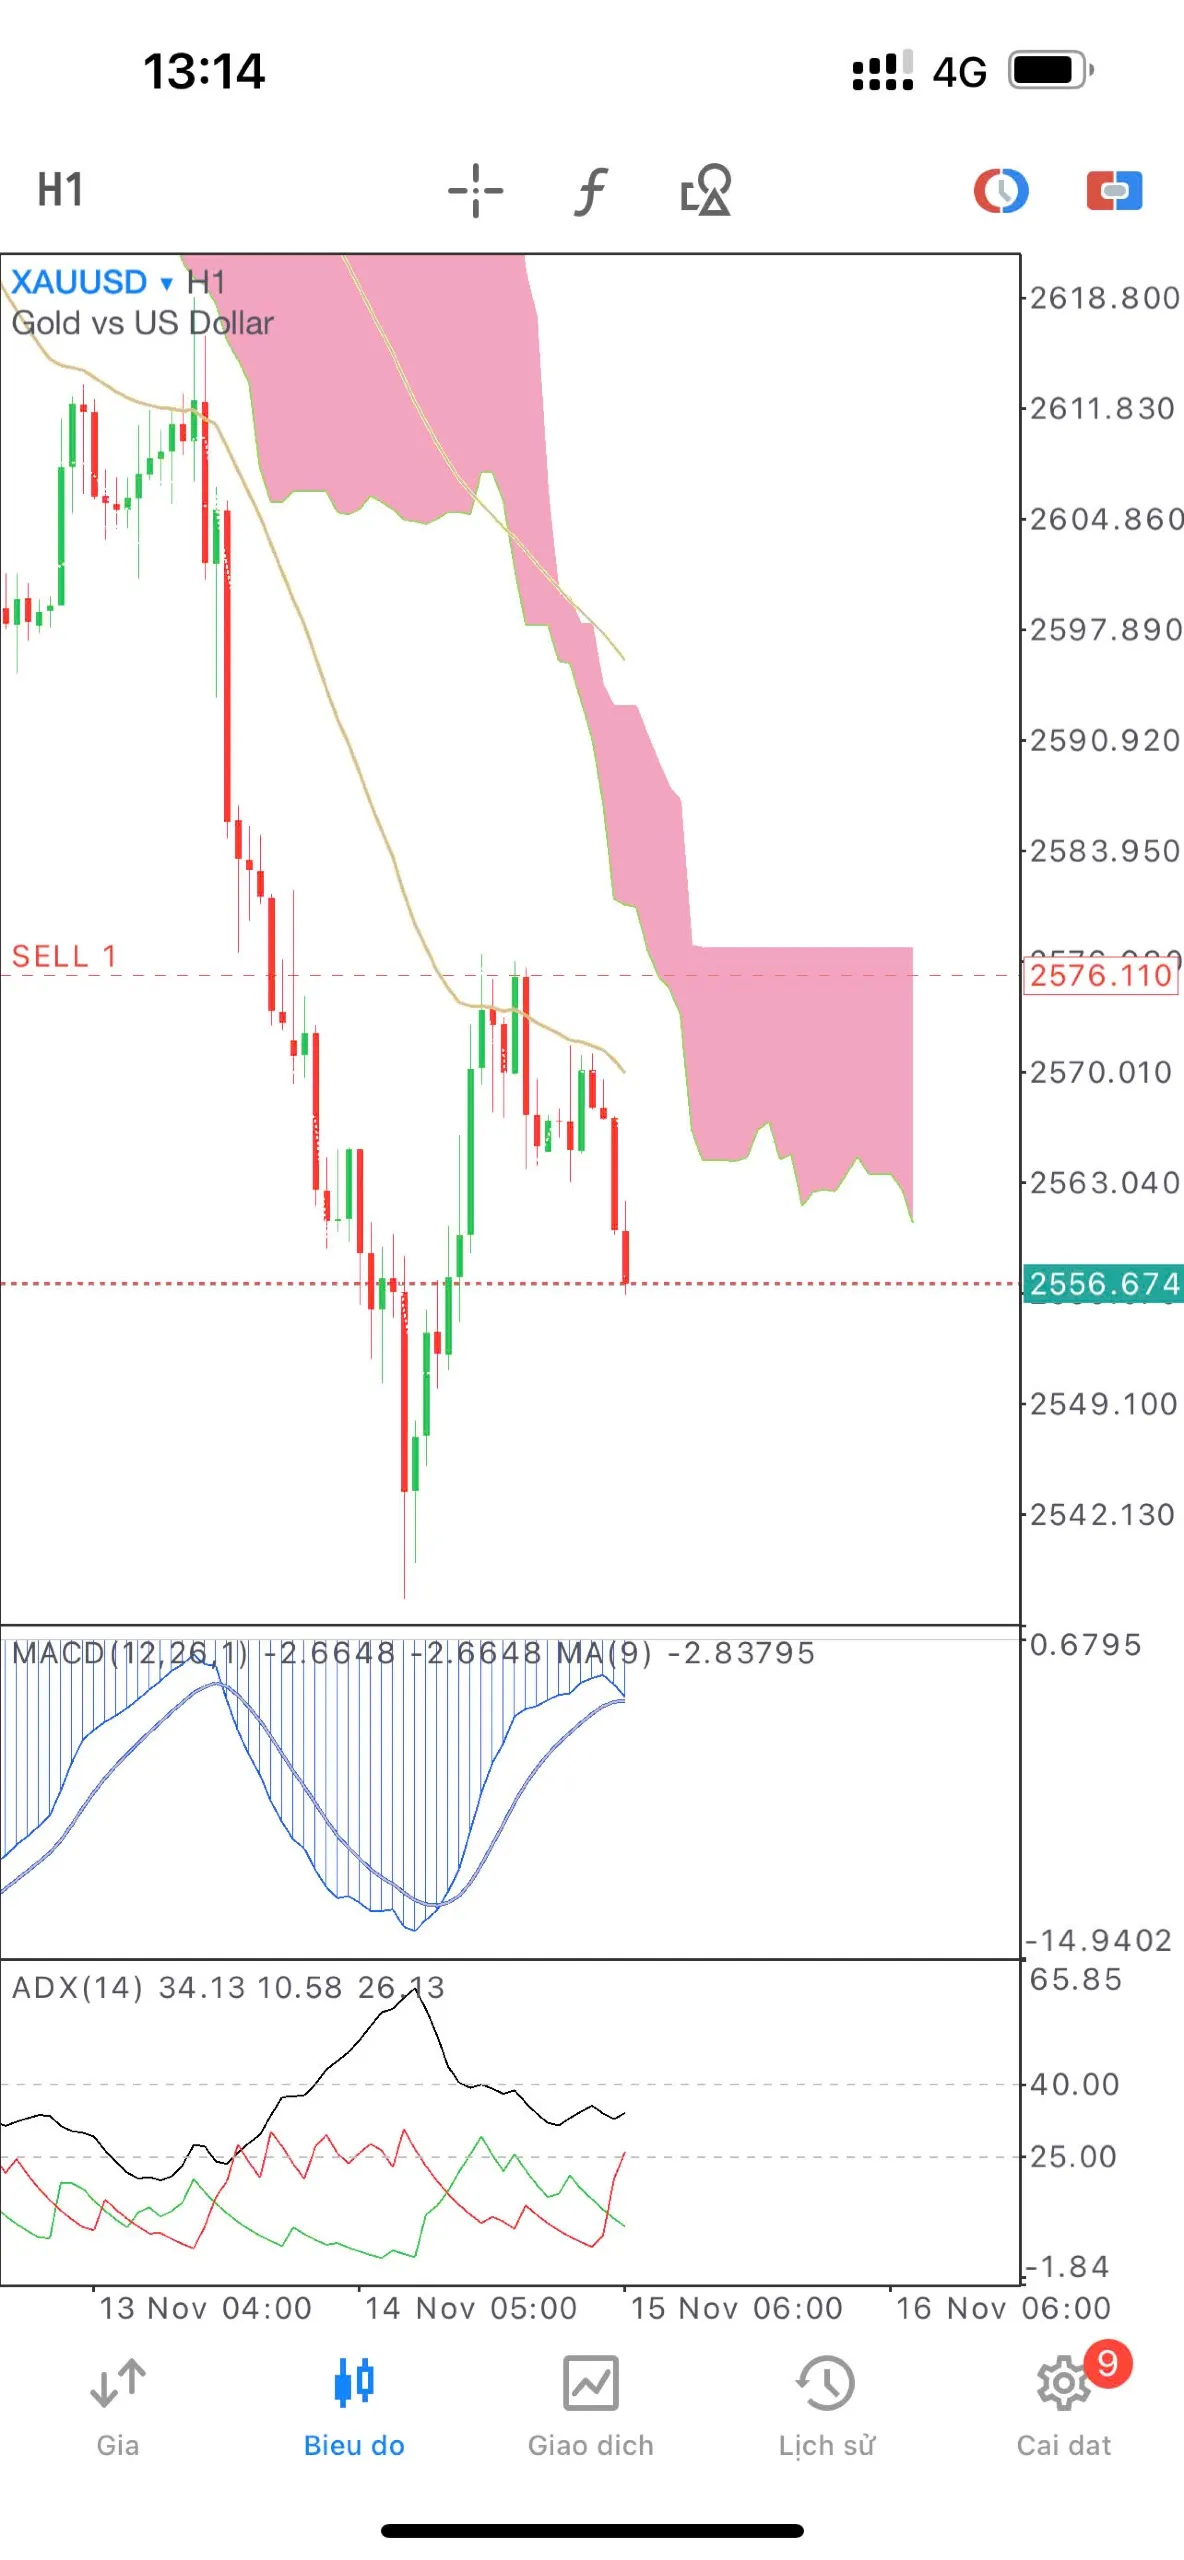 13:14
4G
H1
XAUUSD ▾ H1
Gold vs US Dollar
2618.800
2611.830
2604.860
2597.890
2590.920
2583.950
SELL 1
2576.110
2570.010
2563.040
2556.674
2549.100
2542.130
MACD(12,26,1) -2.6648 -2.6648 MA(9) -2.83795
0.6795
-14.9402
ADX(14) 34.13 10.58 26.13
65.85
40.00
25.00
-1.84
13 Nov 04:00 14 Nov 05:00 15 Nov 06:00 16 Nov 06:00
9
Gia Bieu do Giao dich Lịch sử Cai dat